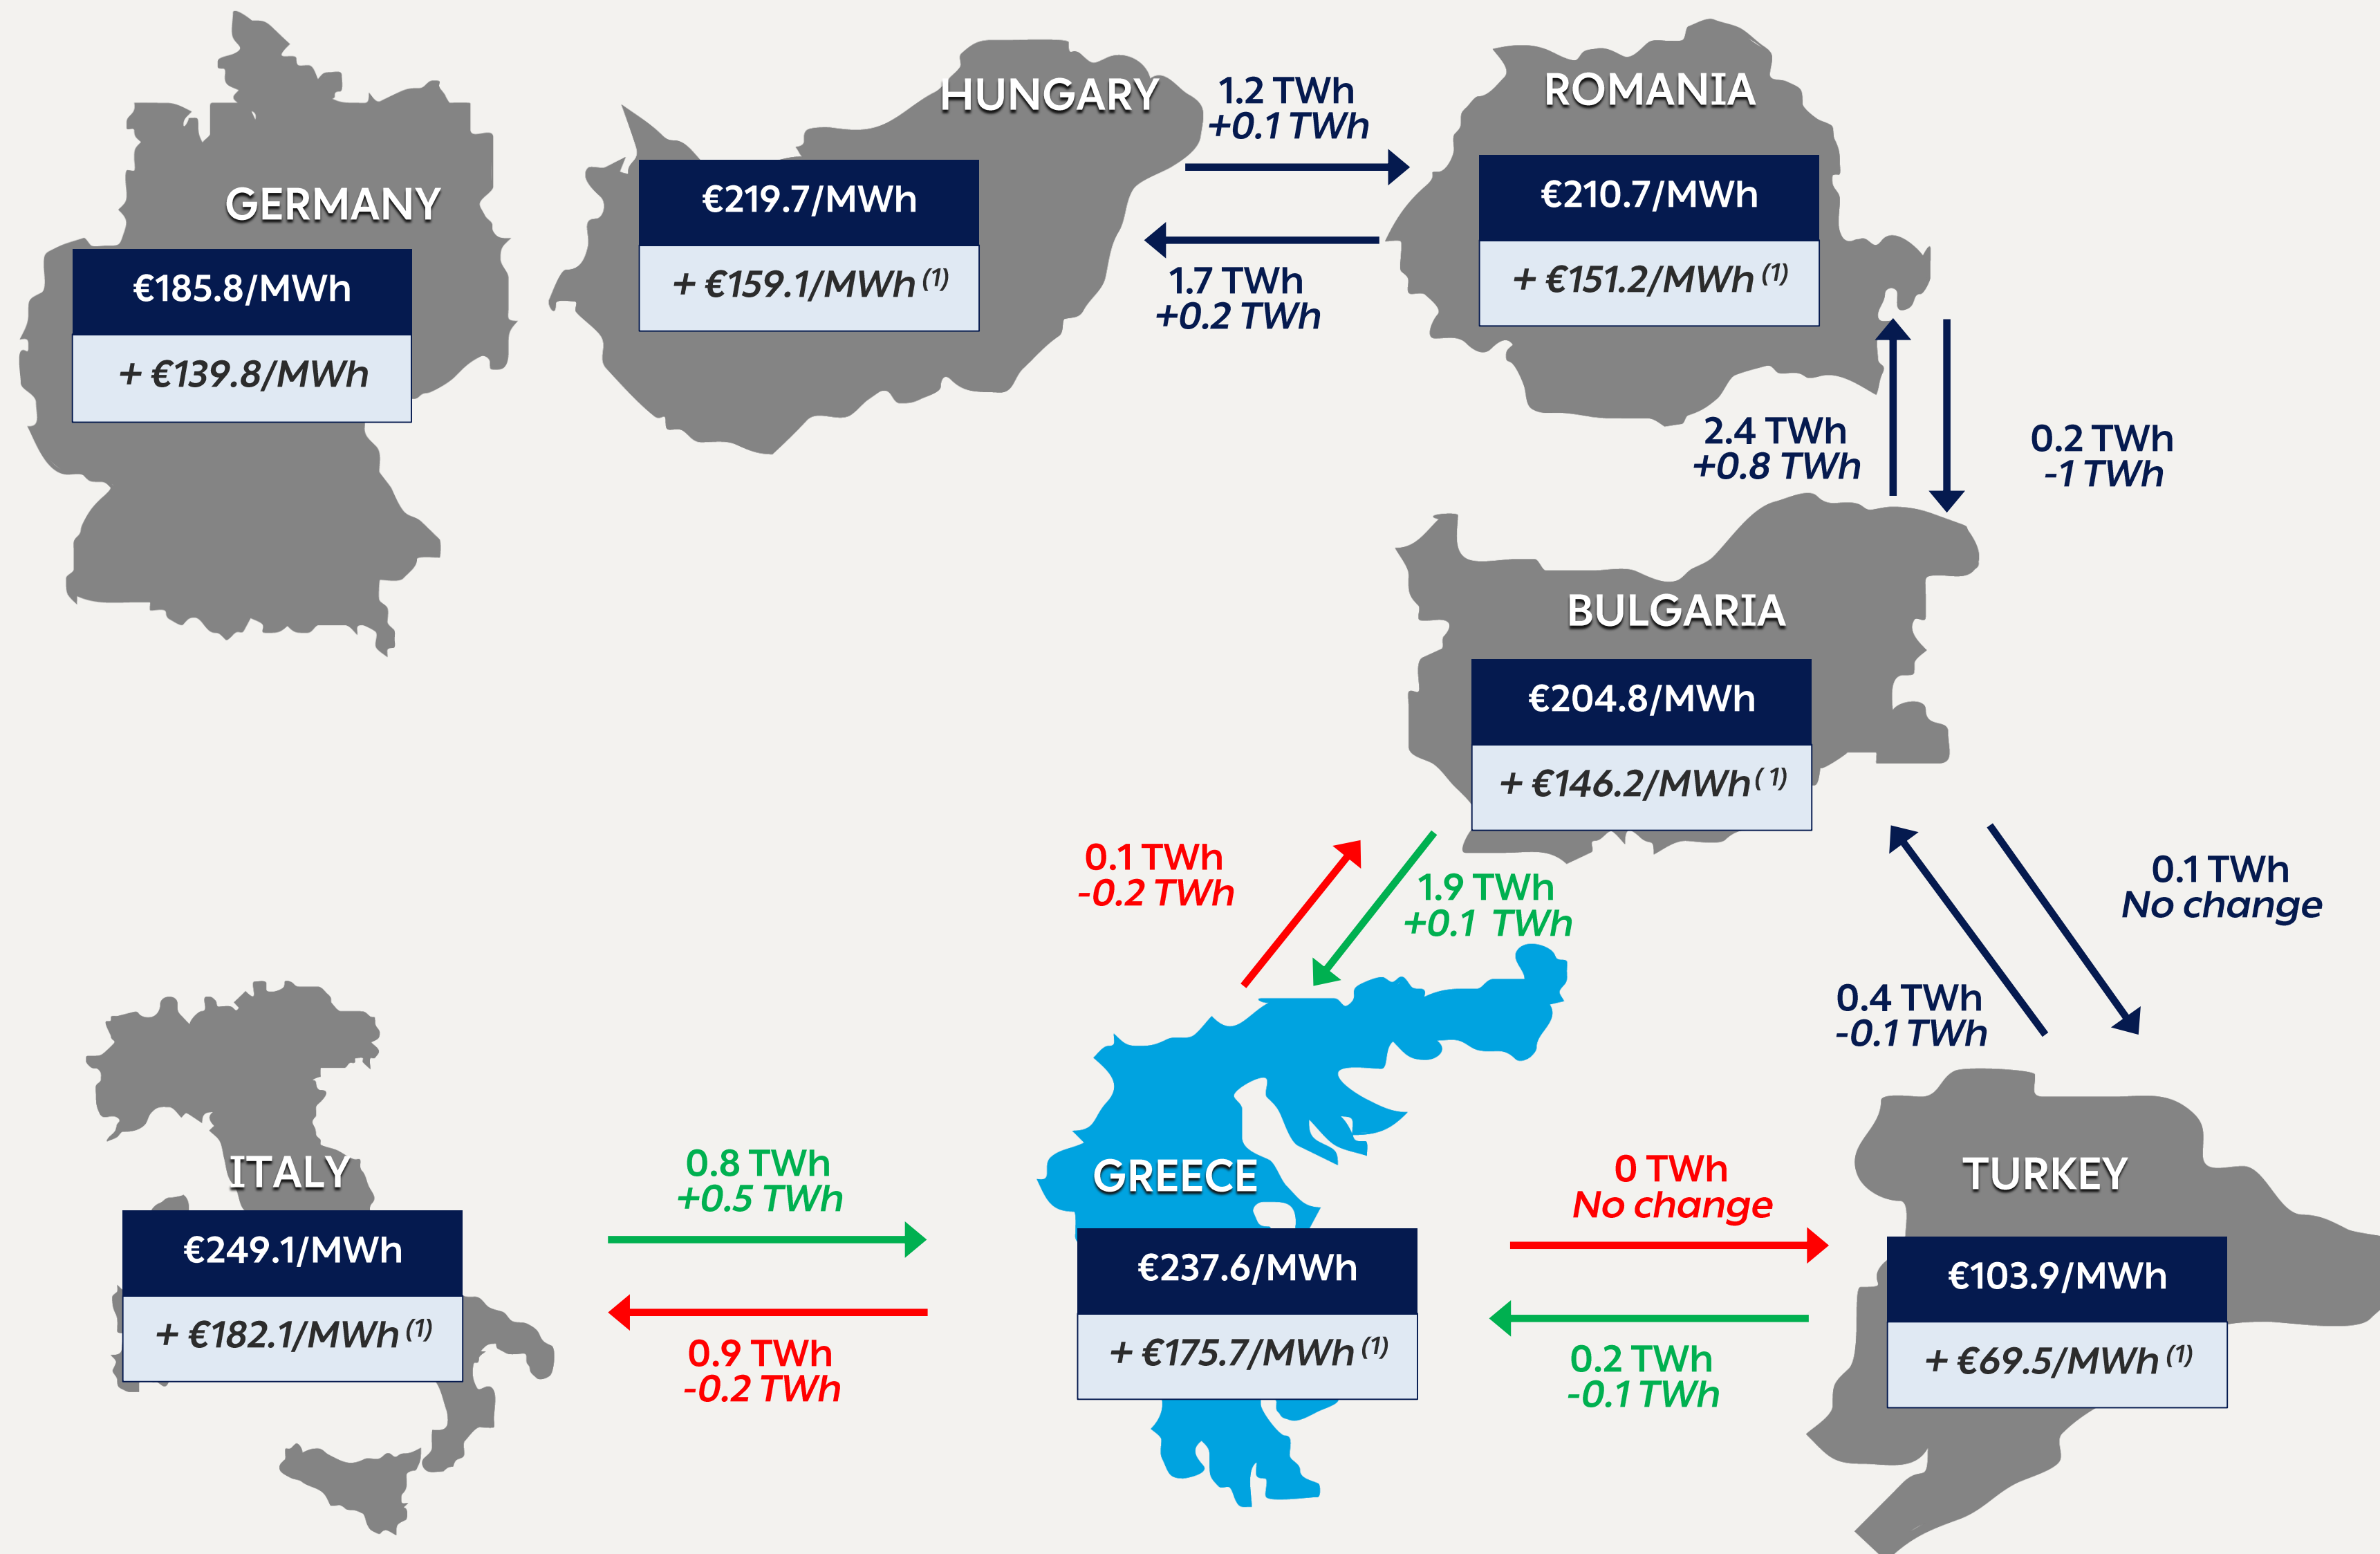 GERMANY
€185.8/MWh
+ €139.8/MWh
HUNGARY
€219.7/MWh
+ €159.1/MWh (1)
1.2 TWh
+0.1 TWh
1.7 TWh
+0.2 TWh
ROMANIA
€210.7/MWh
+ €151.2/MWh (1)
2.4 TWh
+0.8 TWh
0.2 TWh
-1 TWh
BULGARIA
€204.8/MWh
+ €146.2/MWh ( 1)
0.1 TWh
-0.2 TWh
1.9 TWh
+0.1 TWh
0.1 TWh
No change
0.4 TWh
-0.1 TWh
ITALY
€249.1/MWh
+ €182.1/MWh (1)
0.8 TWh
+0.5 TWh
0.9 TWh
-0.2 TWh
GREECE
€237.6/MWh
+ €175.7/MWh (1)
0 TWh
No change
0.2 TWh
-0.1 TWh
TURKEY
€103.9/MWh
+ €69.5/MWh (1)